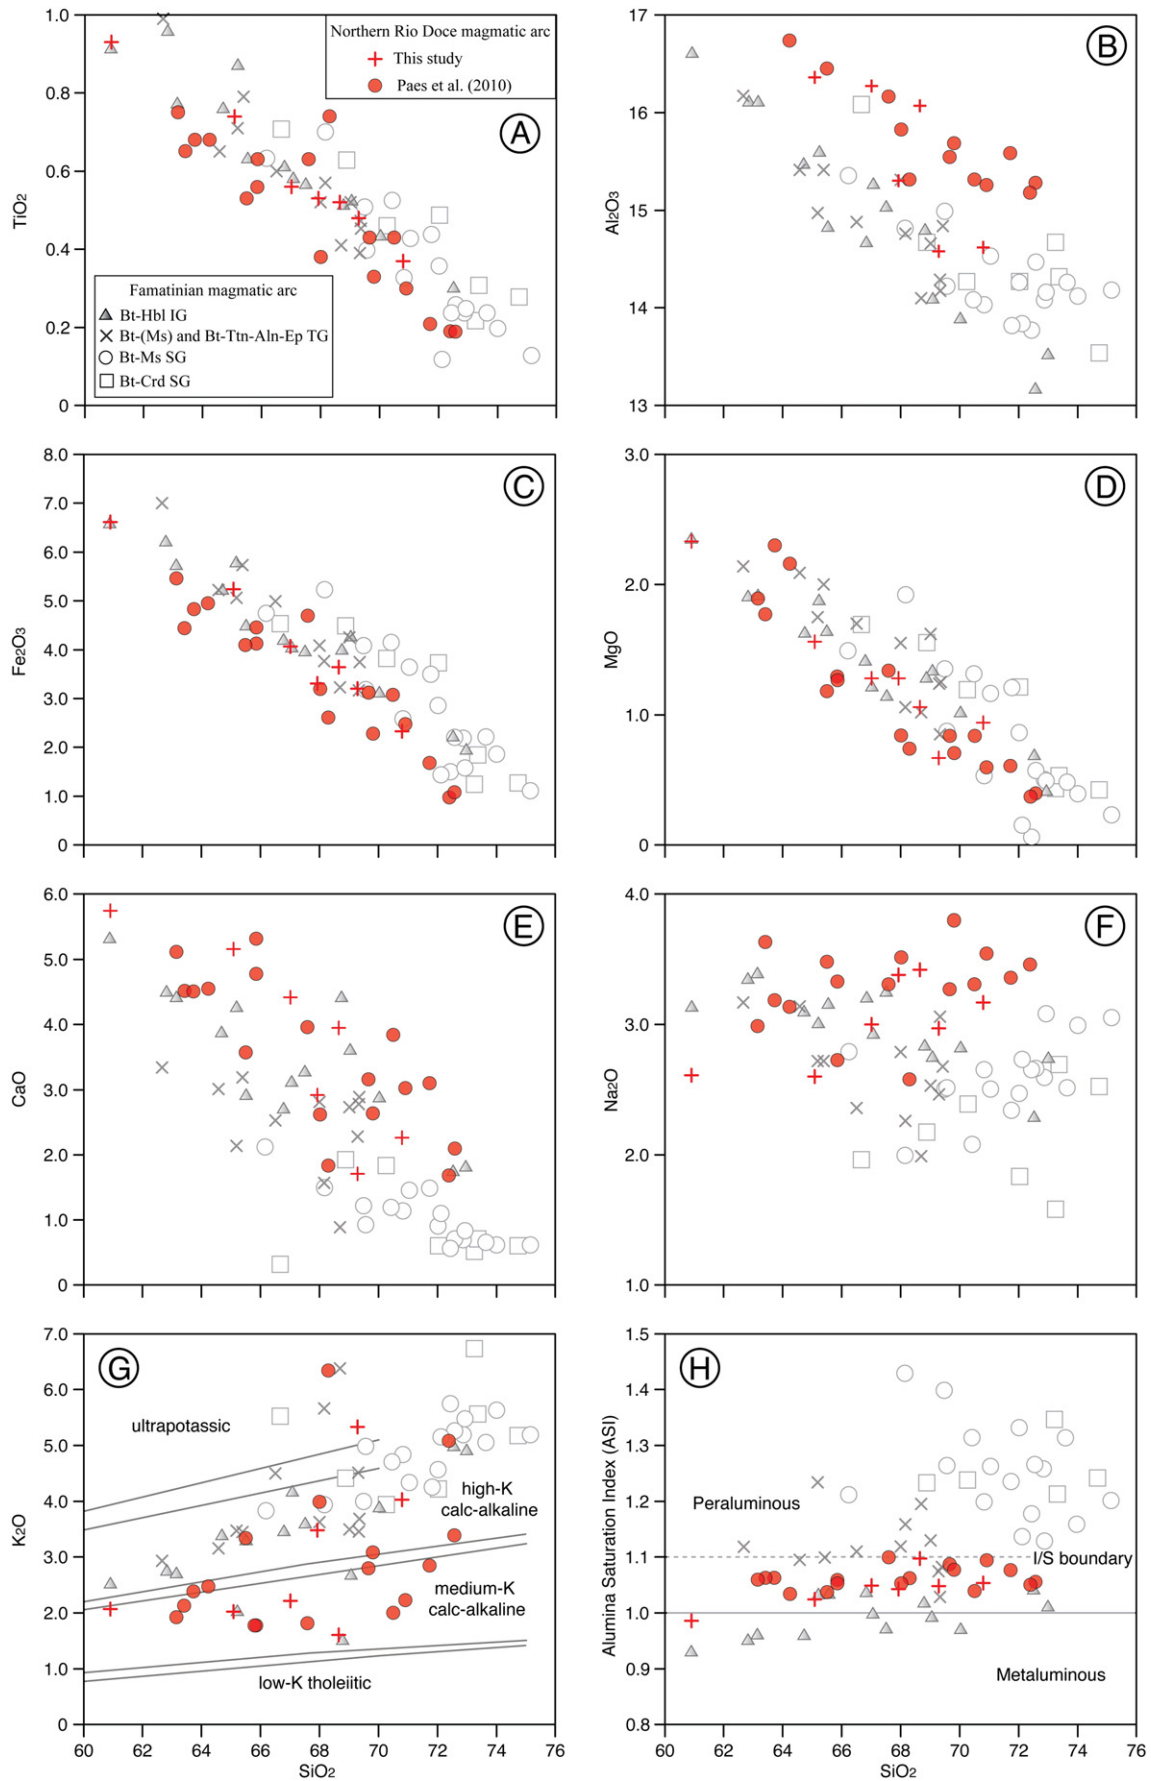 1.0
0.8
0.6
0.4
0.2
0
TiO2
Northern Rio Doce magmatic arc
This study
Paes et al. (2010)
A
Famatinian magmatic arc
Bt-Hbl IG
Bt-(Ms) and Bt-Ttn-Aln-Ep TG
Bt-Ms SG
Bt-Crd SG
17
16
15
14
13
Al2O3
B
8.0
7.0
6.0
5.0
4.0
3.0
2.0
1.0
0
Fe2O3
C
3.0
2.0
1.0
0
MgO
D
6.0
5.0
4.0
3.0
2.0
1.0
0
CaO
E
4.0
3.0
2.0
1.0
Na2O
F
7.0
6.0
5.0
4.0
3.0
2.0
1.0
0
K2O
G
ultrapotassic
high-K
calc-alkaline
medium-K
calc-alkaline
low-K tholeiitic
60 62 64 66 68 70 72 74 76
SiO2
1.5
1.4
1.3
1.2
1.1
1.0
0.9
0.8
Alumina Saturation Index (ASI)
H
Peraluminous
I/S boundary
Metaluminous
60 62 64 66 68 70 72 74 76
SiO2